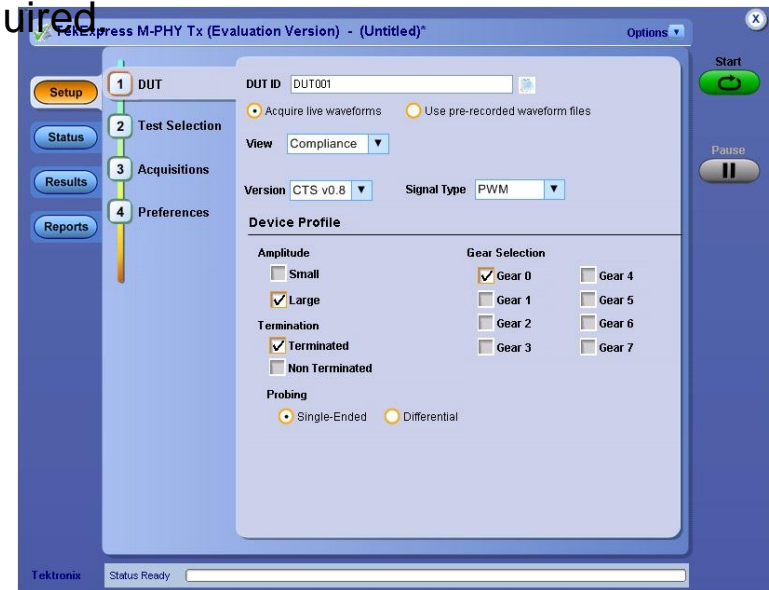 uired.
TekExpress M-PHY Tx (Evaluation Version) - (Untitled)*
Options
X
Setup
Status
Results
Reports
1 DUT
2 Test Selection
3 Acquisitions
4 Preferences
DUT ID DUT001
Acquire live waveforms Use pre-recorded waveform files
View Compliance
Version CTS v0.8 Signal Type PWM
Device Profile
Amplitude
Small
Large
Termination
Terminated
Non Terminated
Gear Selection
Gear 0 Gear 4
Gear 1 Gear 5
Gear 2 Gear 6
Gear 3 Gear 7
Probing
Single-Ended Differential
Start
Pause
Tektronix Status Ready